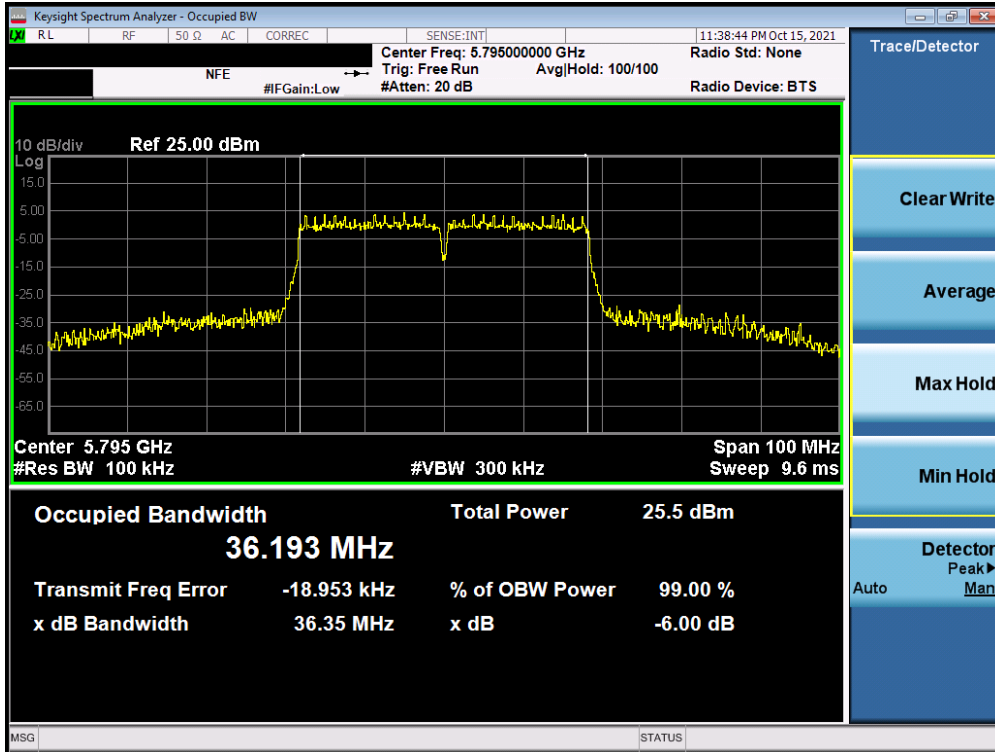 Keysight Spectrum Analyzer - Occupied BW
LXI RL RF 50 Ω AC CORREC SENSE:INT 11:38:44 PM Oct 15, 2021
Center Freq: 5.795000000 GHz Radio Std: None
NFE Trig: Free Run Avg|Hold: 100/100
#IFGain:Low #Atten: 20 dB Radio Device: BTS
Trace/Detector
10 dB/div Ref 25.00 dBm
Log
15.0
5.00
-5.00
-15.0
-25.0
-35.0
-45.0
-55.0
-65.0
Center 5.795 GHz Span 100 MHz
#Res BW 100 kHz #VBW 300 kHz Sweep 9.6 ms
Occupied Bandwidth Total Power 25.5 dBm
36.193 MHz
Transmit Freq Error -18.953 kHz % of OBW Power 99.00 %
x dB Bandwidth 36.35 MHz x dB -6.00 dB
Clear Write
Average
Max Hold
Min Hold
Detector
Peak▶
Auto Man
MSG STATUS